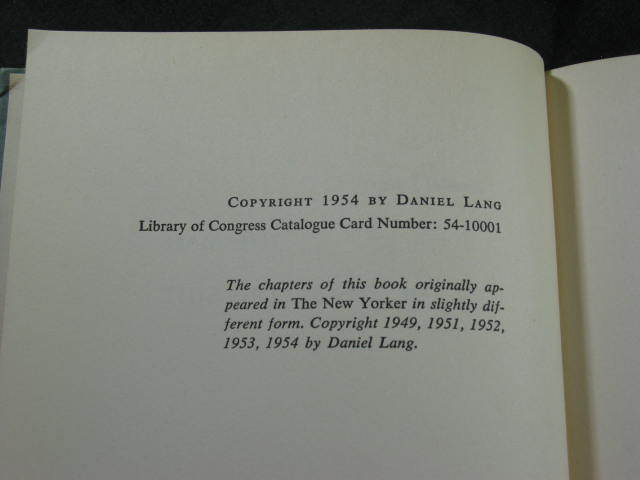 COPYRIGHT 1954 BY DANIEL LANG
Library of Congress Catalogue Card Number: 54-10001
The chapters of this book originally ap-
peared in The New Yorker in slightly dif-
ferent form. Copyright 1949, 1951, 1952,
1953, 1954 by Daniel Lang.